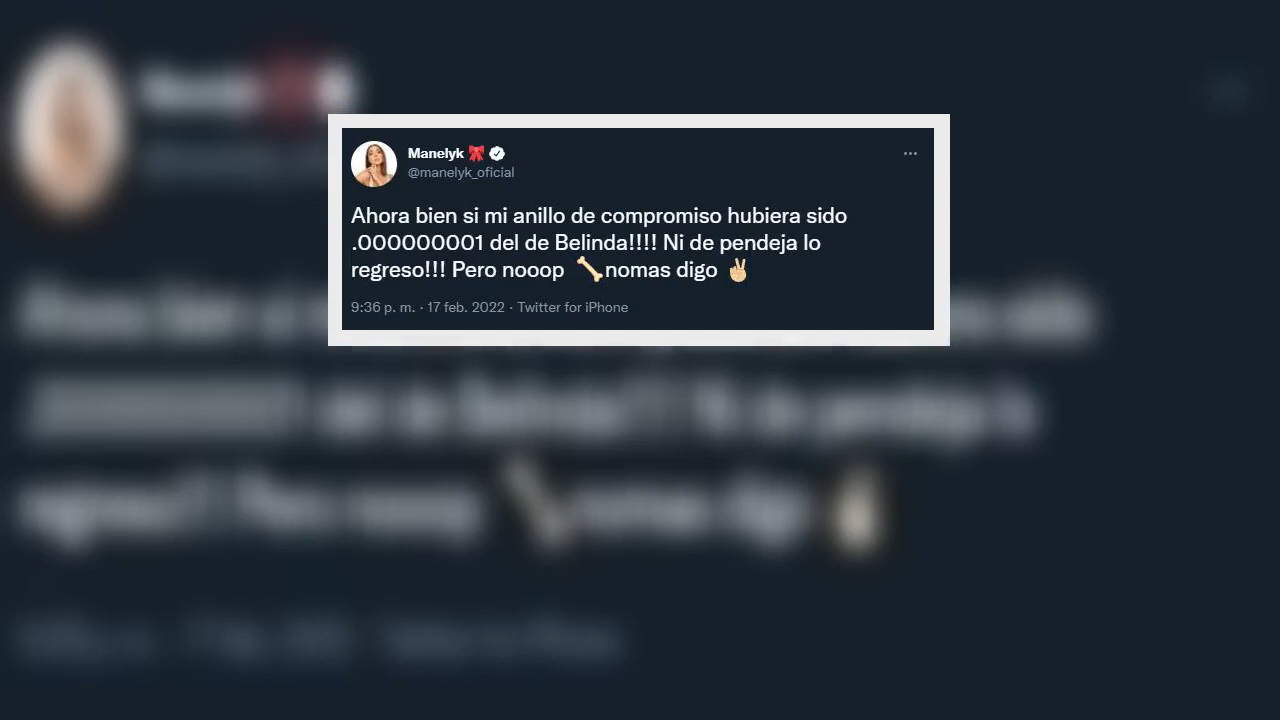 Manelyk 🎀
@manelyk_oficial
Ahora bien si mi anillo de compromiso hubiera sido
.000000001 del de Belinda!!!! Ni de pendeja lo
regreso!!! Pero nooop 🦴nomas digo ✌🏼
9:36 p. m. · 17 feb. 2022 · Twitter for iPhone